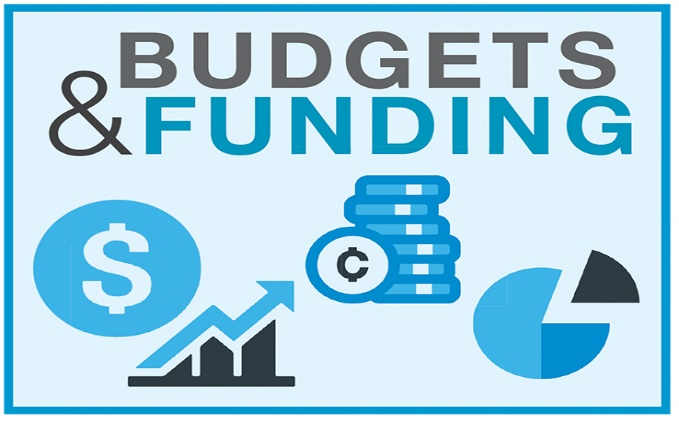 BUDGETS
& FUNDING
$
¢